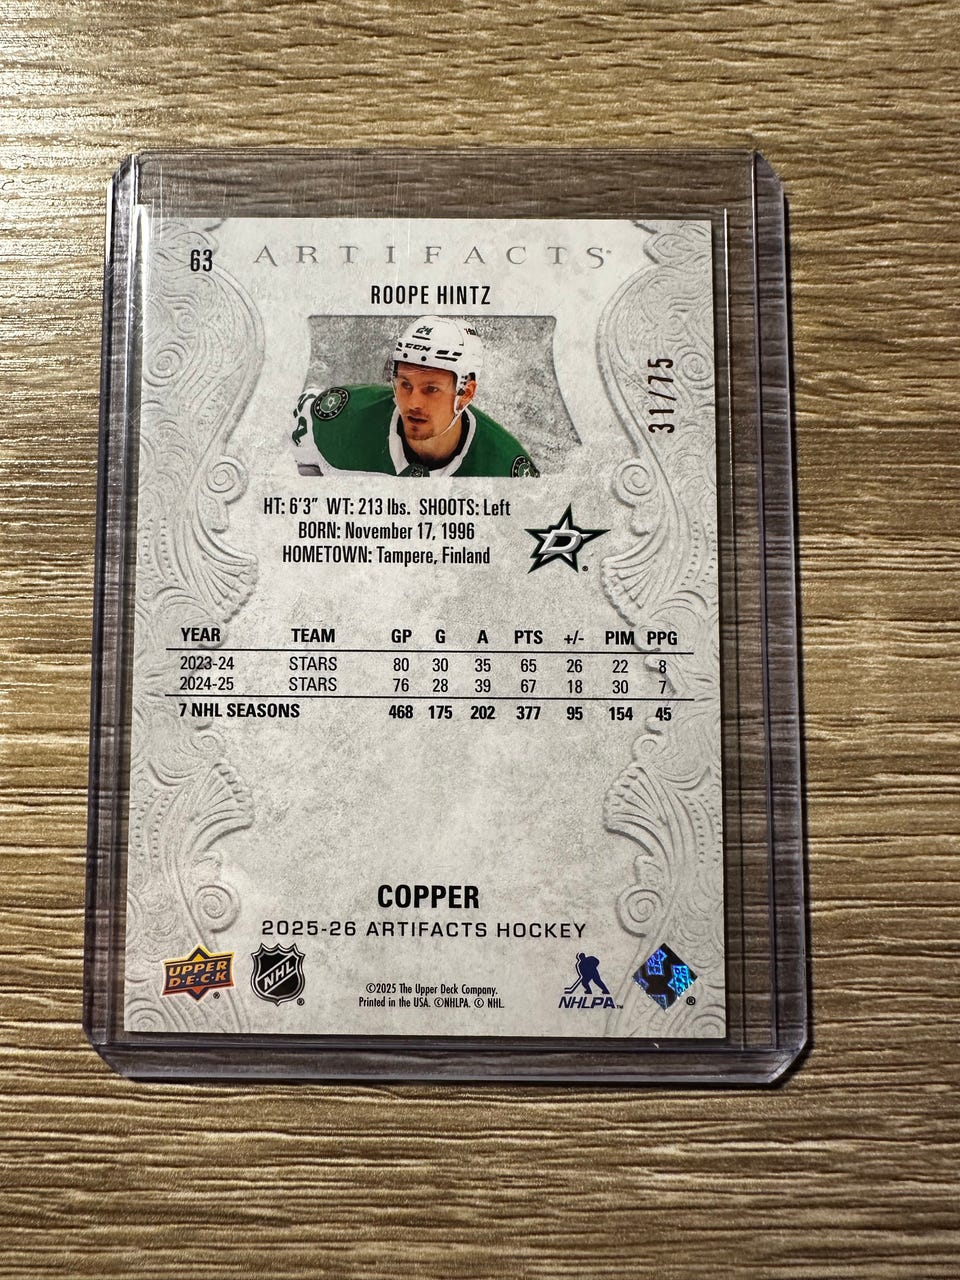 63
ARTIFACTS
ROOPE HINTZ
24
CCM
31/75
HT: 6'3" WT: 213 lbs. SHOOTS: Left
BORN: November 17, 1996
HOMETOWN: Tampere, Finland
D
®
YEAR TEAM GP G A PTS +/- PIM PPG
2023-24 STARS 80 30 35 65 26 22 8
2024-25 STARS 76 28 39 67 18 30 7
7 NHL SEASONS 468 175 202 377 95 154 45
COPPER
2025-26 ARTIFACTS HOCKEY
UPPER
D·E·C·K
®
NHL
®
©2025 The Upper Deck Company.
Printed in the USA. ©NHLPA. © NHL.
NHLPA™
®